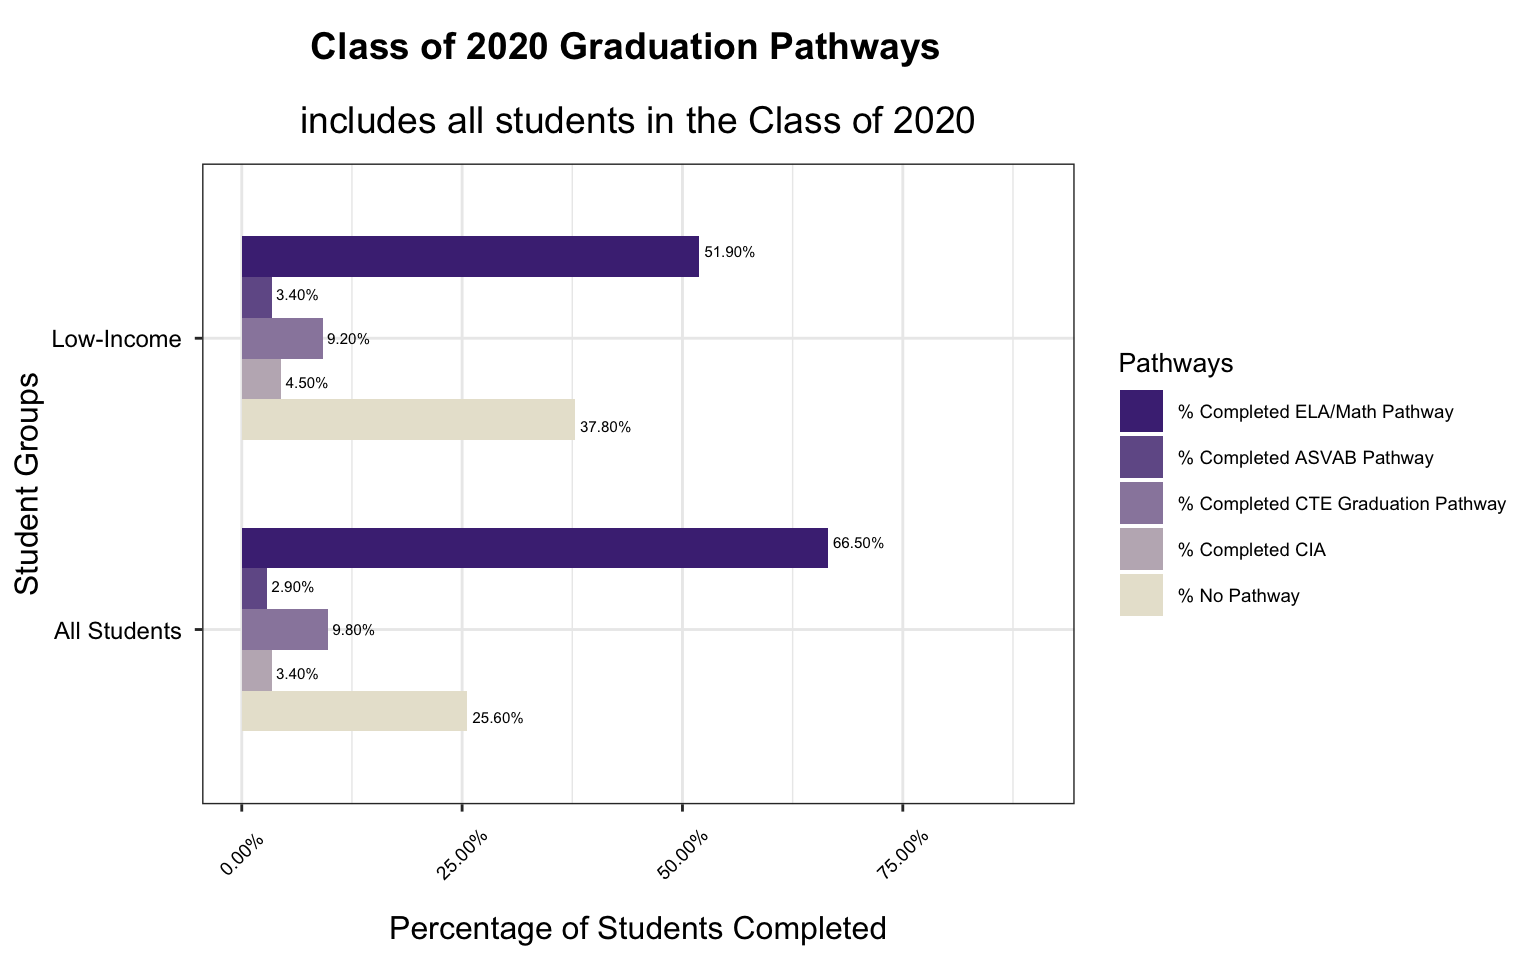 Class of 2020 Graduation Pathways
includes all students in the Class of 2020
Student Groups
Low-Income
51.90%
3.40%
9.20%
4.50%
37.80%
All Students
66.50%
2.90%
9.80%
3.40%
25.60%
0.00%
25.00%
50.00%
75.00%
Percentage of Students Completed
Pathways
% Completed ELA/Math Pathway
% Completed ASVAB Pathway
% Completed CTE Graduation Pathway
% Completed CIA
% No Pathway